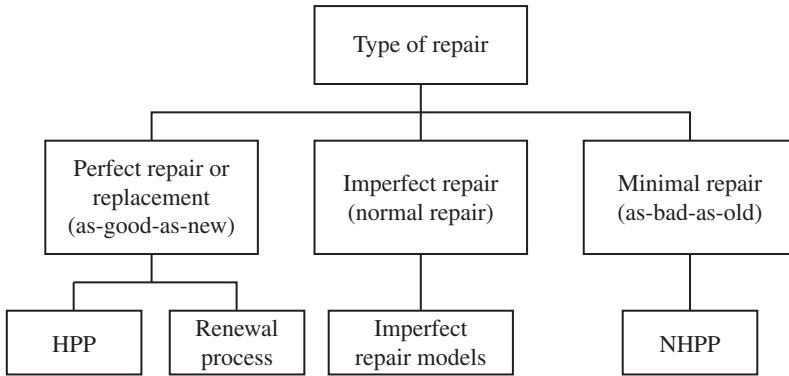 Type of repair
Perfect repair or
replacement
(as-good-as-new)
Imperfect repair
(normal repair)
Minimal repair
(as-bad-as-old)
HPP
Renewal
process
Imperfect
repair models
NHPP